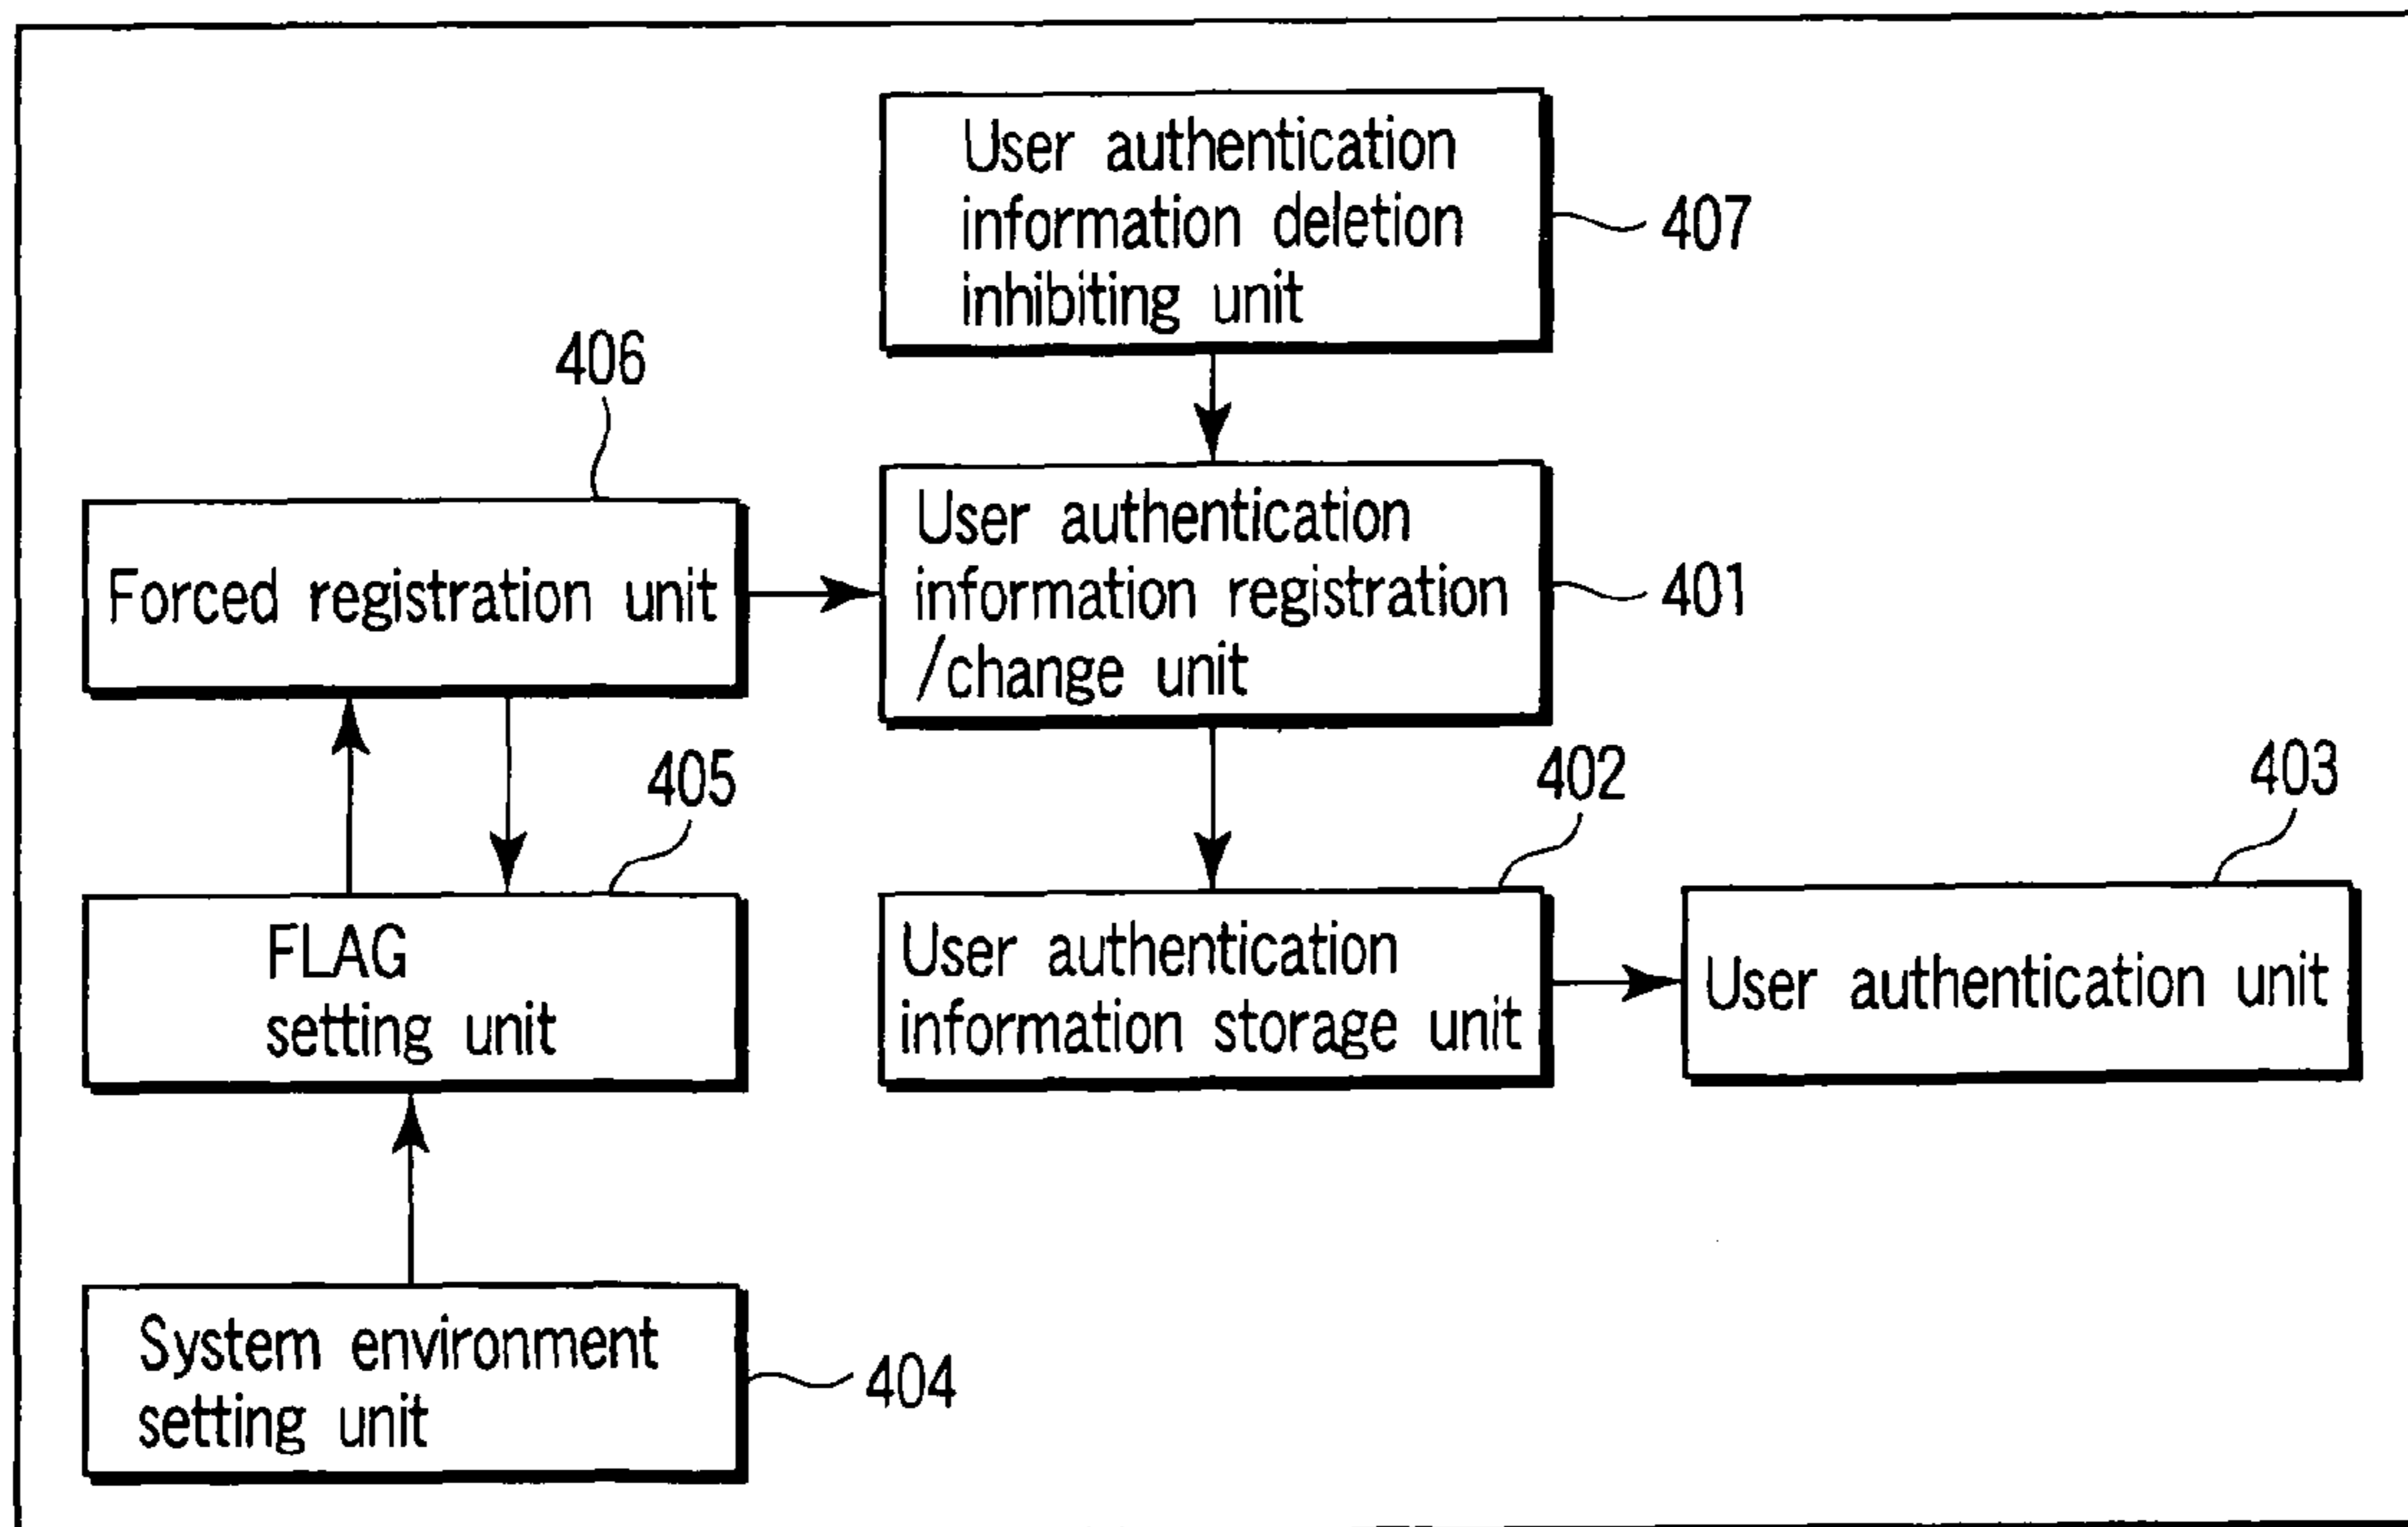 User authentication
information deletion
inhibiting unit
407
406
Forced registration unit
User authentication
information registration
/change unit
401
405
402
403
FLAG
setting unit
User authentication
information storage unit
User authentication unit
System environment
setting unit
404